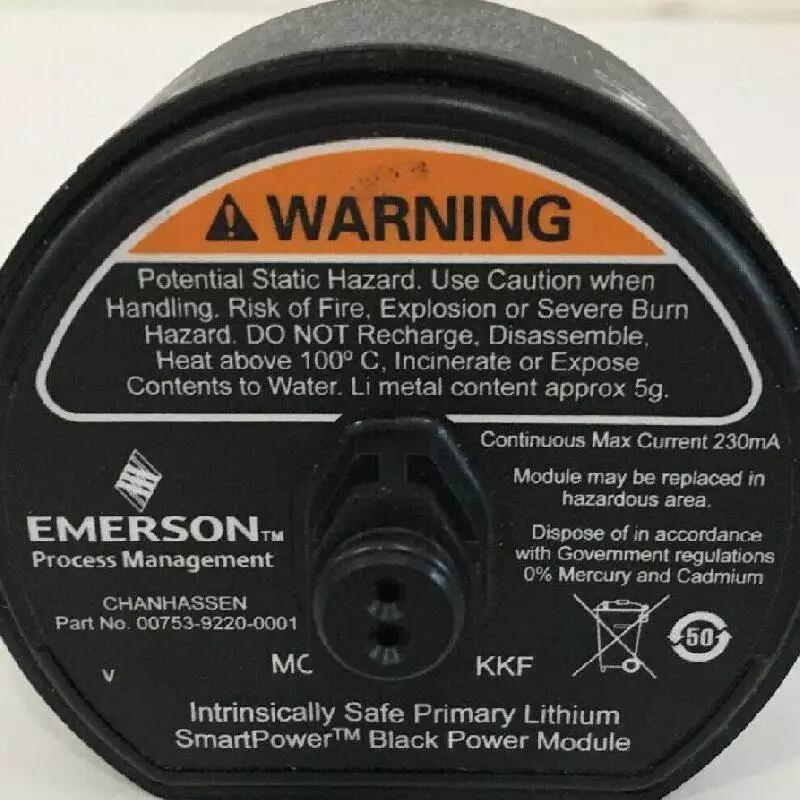 WARNING
Potential Static Hazard. Use Caution when
Handling. Risk of Fire, Explosion or Severe Burn
Hazard. DO NOT Recharge, Disassemble,
Heat above 100º C, Incinerate or Expose
Contents to Water. Li metal content approx 5g.
Continuous Max Current 230mA
Module may be replaced in
hazardous area.
EMERSON™
Process Management
Dispose of in accordance
with Government regulations
0% Mercury and Cadmium
CHANHASSEN
Part No. 00753-9220-0001
50
V
MC
KKF
Intrinsically Safe Primary Lithium
SmartPower™ Black Power Module